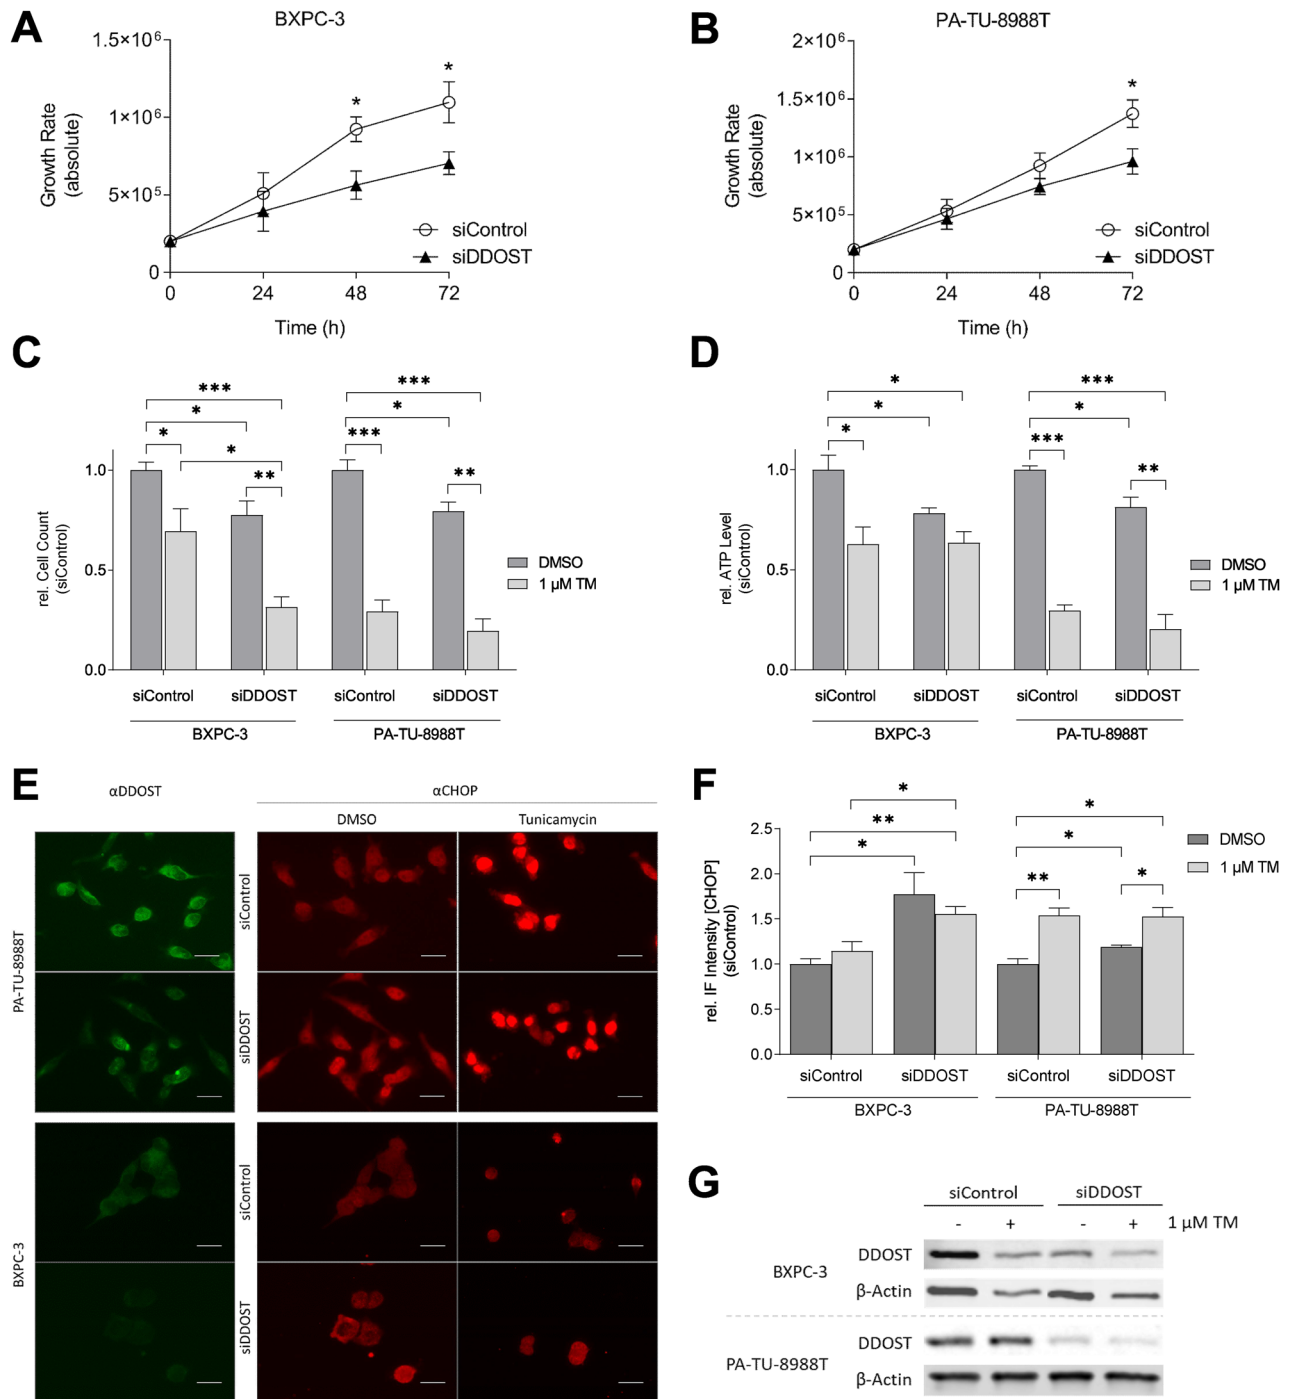 A
BXPC-3
1.5×10⁶
1×10⁶
5×10⁵
0
Growth Rate
(absolute)
*
*
siControl
siDDOST
0 24 48 72
Time (h)
B
PA-TU-8988T
2×10⁶
1.5×10⁶
1×10⁶
5×10⁵
0
Growth Rate
(absolute)
*
siControl
siDDOST
0 24 48 72
Time (h)
C
*** ***
* *
* ***
* ** **
1.0
0.5
0.0
rel. Cell Count
(siControl)
DMSO
1 µM TM
siControl siDDOST siControl siDDOST
BXPC-3 PA-TU-8988T
D
* ***
* *
* *** **
1.0
0.5
0.0
rel. ATP Level
(siControl)
DMSO
1 µM TM
siControl siDDOST siControl siDDOST
BXPC-3 PA-TU-8988T
E
αDDOST αCHOP
DMSO Tunicamycin
PA-TU-8988T
siControl
siDDOST
BXPC-3
siControl
siDDOST
F
* *
** *
* ** *
2.5
2.0
1.5
1.0
0.5
0.0
rel. IF Intensity [CHOP]
(siControl)
DMSO
1 µM TM
siControl siDDOST siControl siDDOST
BXPC-3 PA-TU-8988T
G
siControl siDDOST
- + - + 1 µM TM
BXPC-3
DDOST
β-Actin
PA-TU-8988T
DDOST
β-Actin